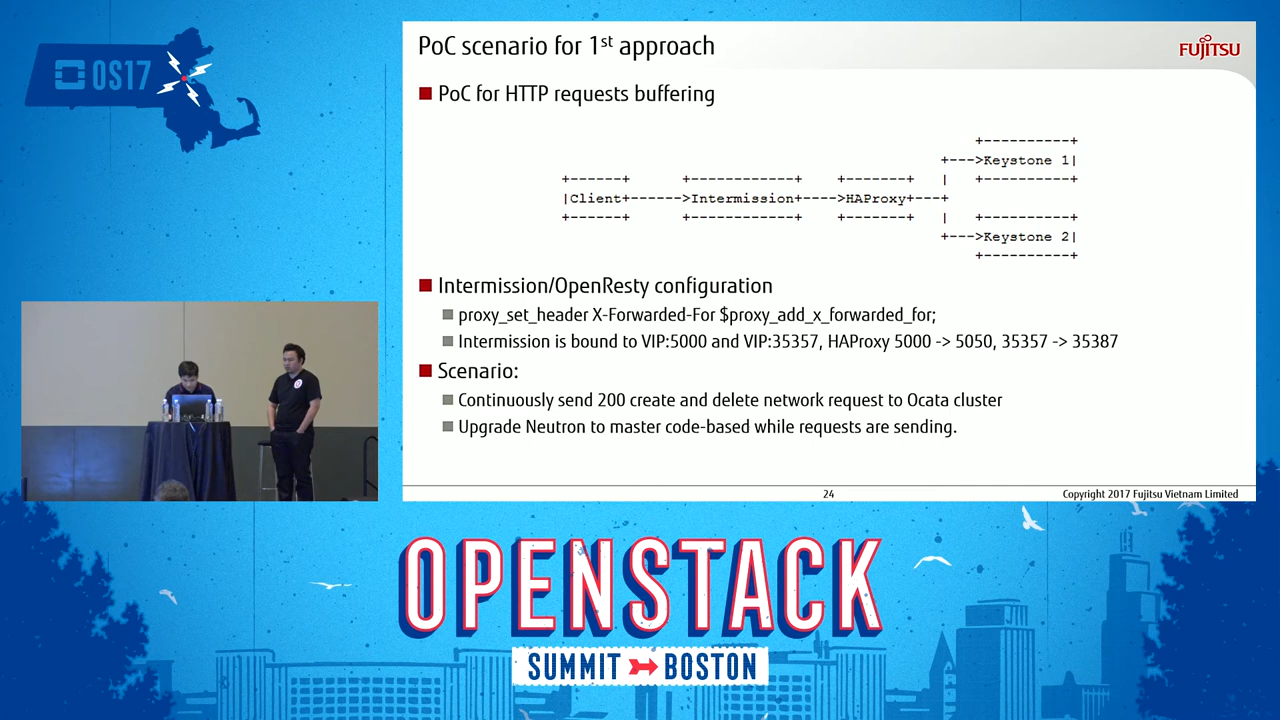 OS17
PoC scenario for 1st approach
FUJITSU
PoC for HTTP requests buffering
+----------+
+--->Keystone 1|
+------+ +------------+ +-------+ | +----------+
|Client+------>Intermission+---->HAProxy+---+
+------+ +------------+ +-------+ | +----------+
+--->Keystone 2|
+----------+
Intermission/OpenResty configuration
proxy_set_header X-Forwarded-For $proxy_add_x_forwarded_for;
Intermission is bound to VIP:5000 and VIP:35357, HAProxy 5000 -> 5050, 35357 -> 35387
Scenario:
Continuously send 200 create and delete network request to Ocata cluster
Upgrade Neutron to master code-based while requests are sending.
24
Copyright 2017 Fujitsu Vietnam Limited
OPENSTACK
SUMMIT BOSTON